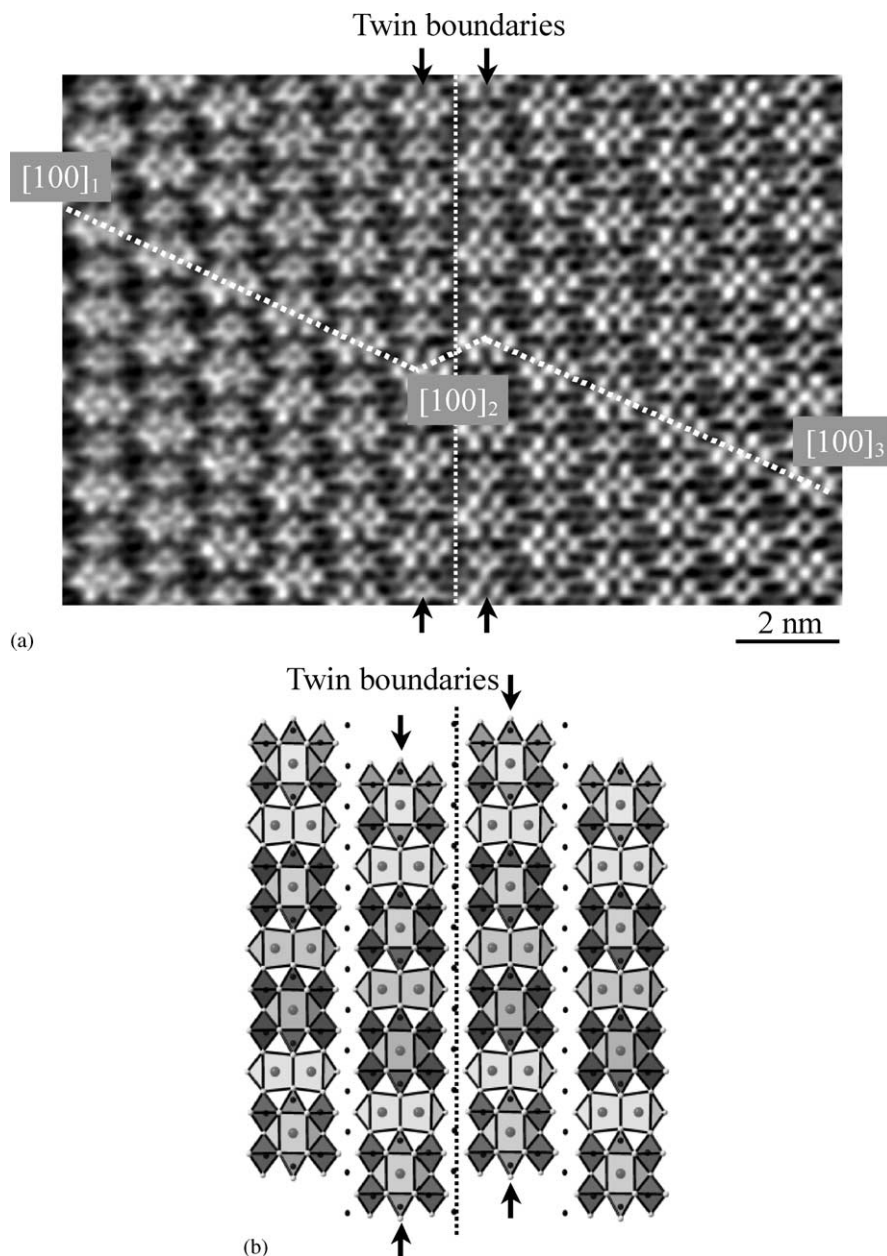 Twin boundaries
[100]₁
[100]₂
[100]₃
(a)
2 nm
Twin boundaries
(b)